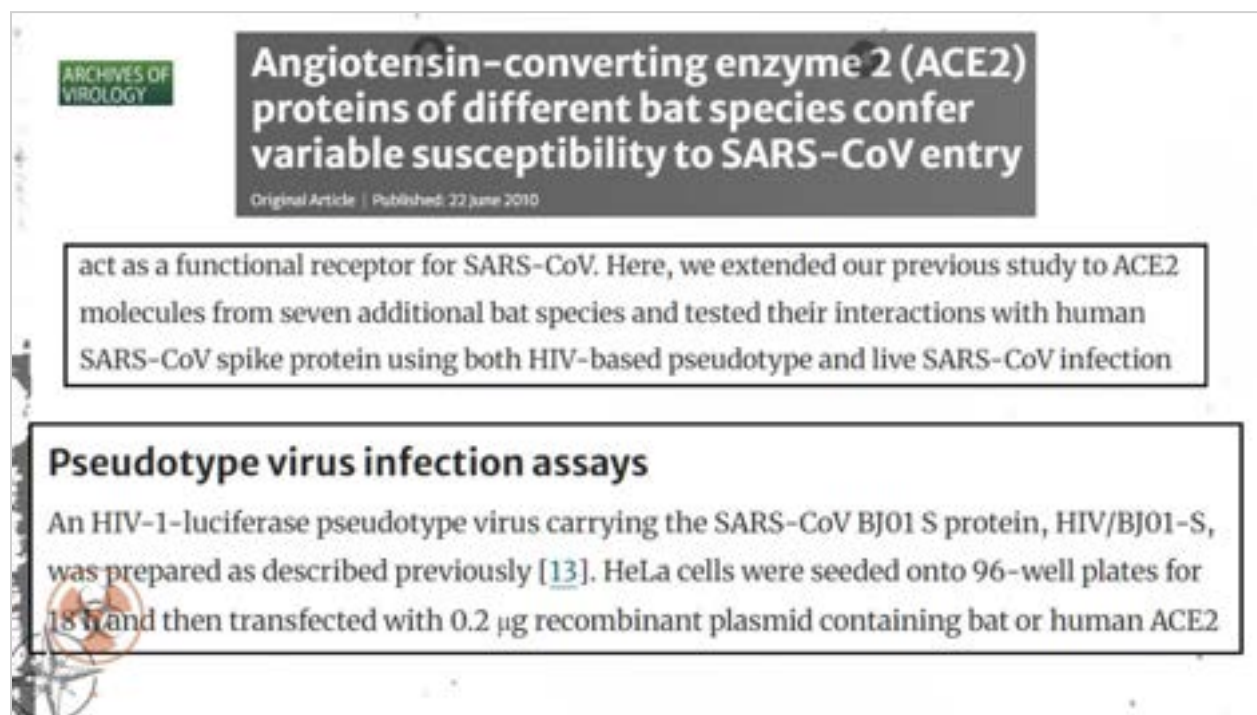 ARCHIVES OF
VIROLOGY
Angiotensin-converting enzyme 2 (ACE2)
proteins of different bat species confer
variable susceptibility to SARS-CoV entry
Original Article | Published: 22 June 2010
act as a functional receptor for SARS-CoV. Here, we extended our previous study to ACE2
molecules from seven additional bat species and tested their interactions with human
SARS-CoV spike protein using both HIV-based pseudotype and live SARS-CoV infection
Pseudotype virus infection assays
An HIV-1-luciferase pseudotype virus carrying the SARS-CoV BJ01 S protein, HIV/BJ01-S,
was prepared as described previously [13]. HeLa cells were seeded onto 96-well plates for
18 h and then transfected with 0.2 μg recombinant plasmid containing bat or human ACE2